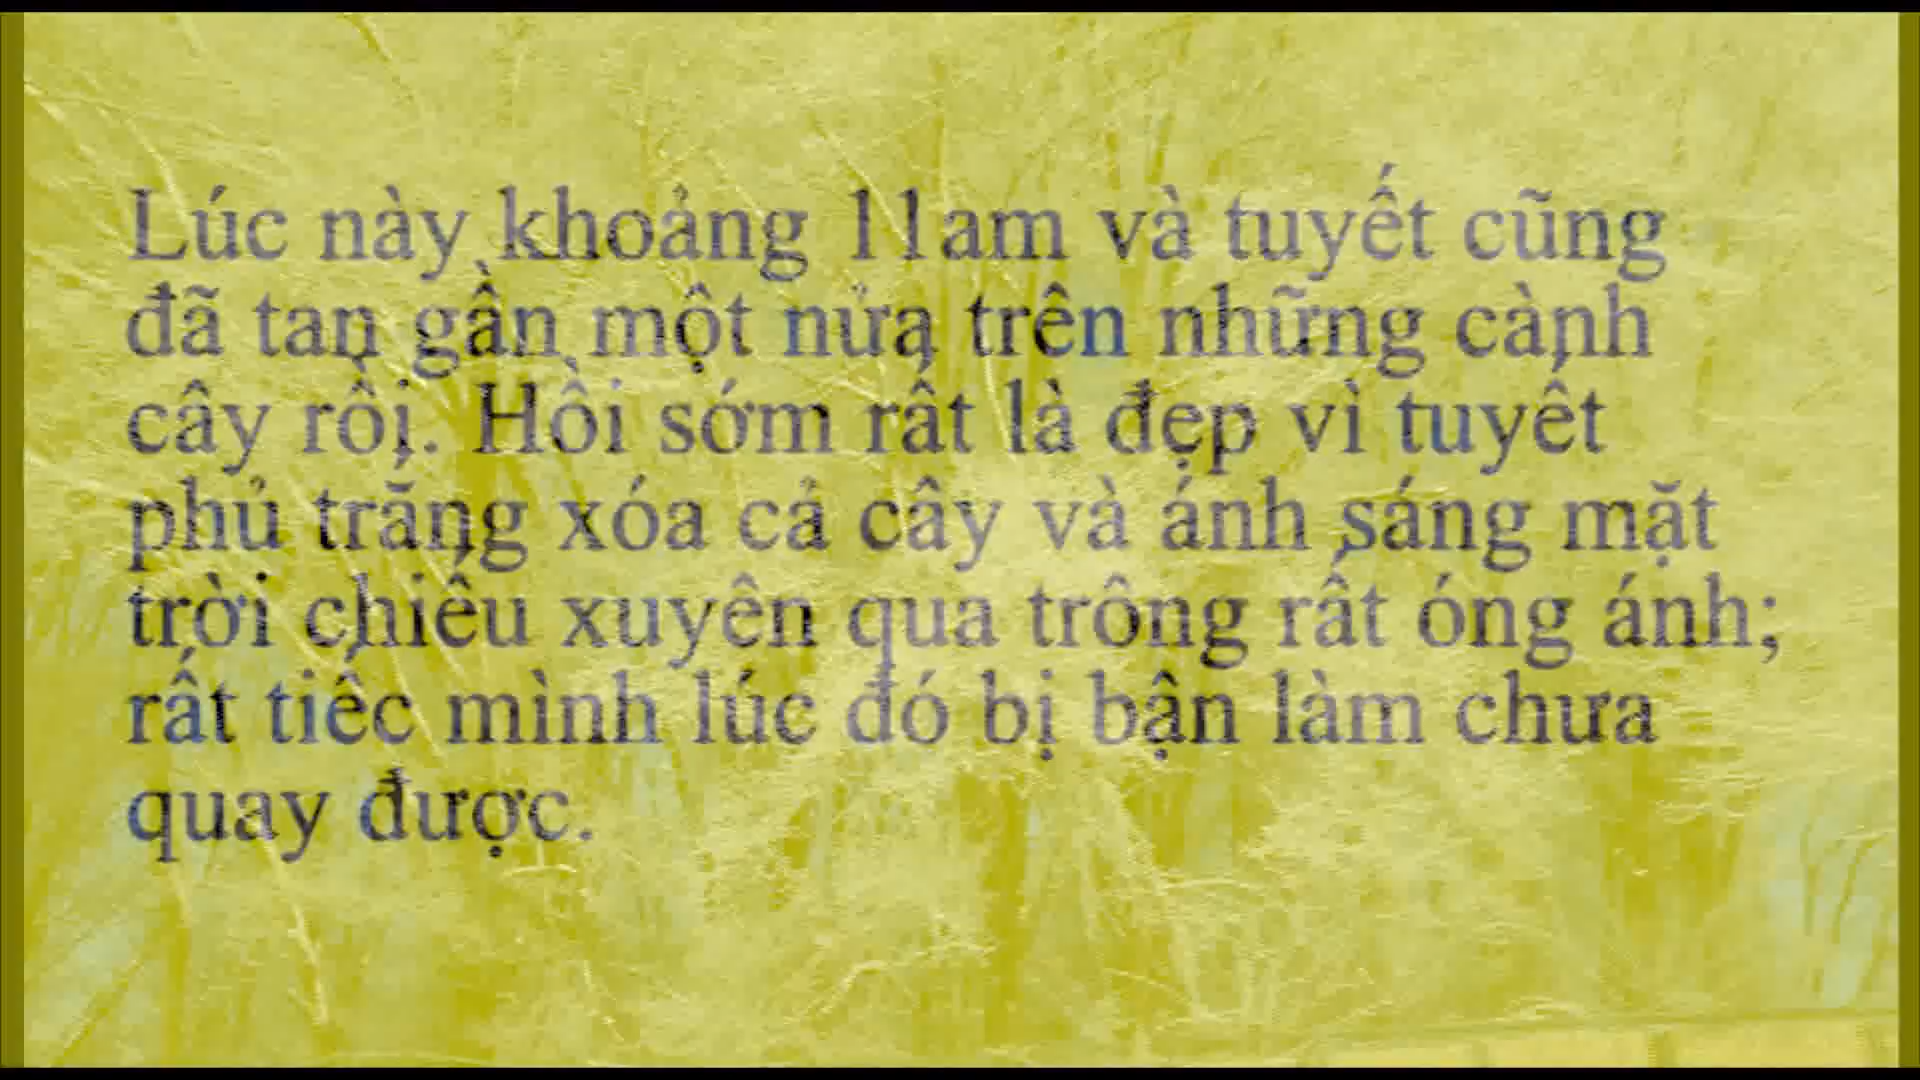 Lúc này khoảng 11am và tuyết cũng
đã tan gần một nửa trên những cành
cây rồi. Hồi sớm rất là đẹp vì tuyết
phủ trắng xóa cả cây và ánh sáng mặt
trời chiếu xuyên qua trông rất óng ánh;
rất tiếc mình lúc đó bị bận làm chưa
quay được.